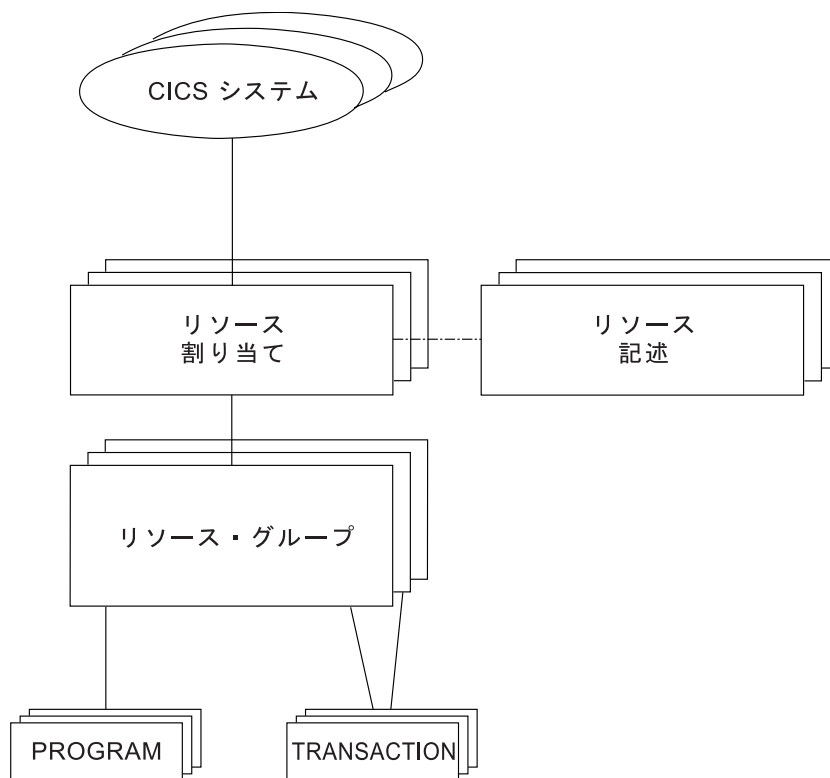 CICS システム
リソース
割り当て
リソース
記述
リソース・グループ
PROGRAM
TRANSACTION